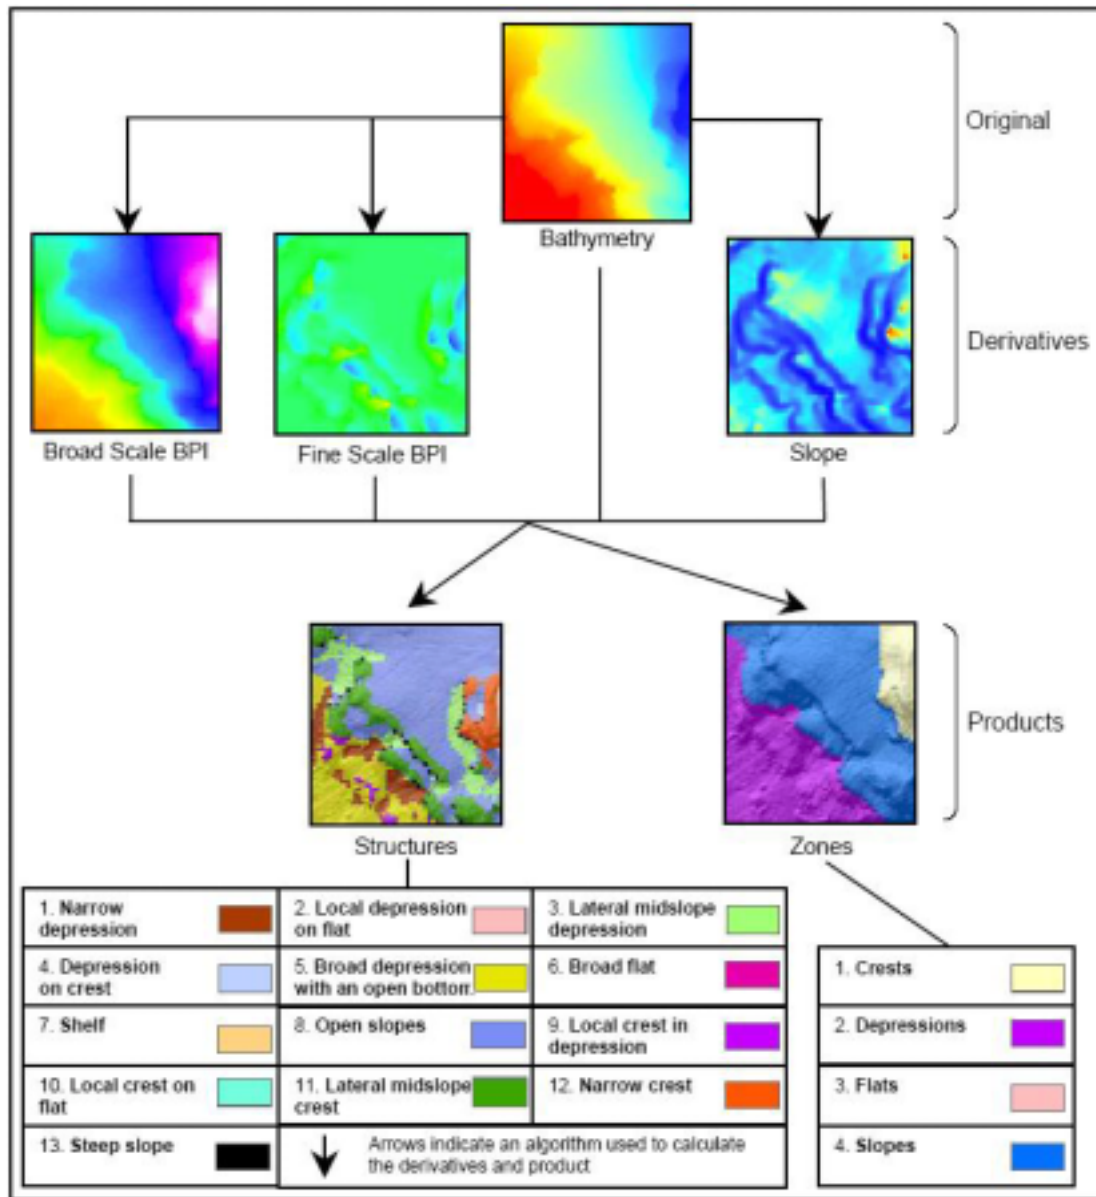 Original
Bathymetry
Derivatives
Broad Scale BPI
Fine Scale BPI
Slope
Products
Structures
Zones
1. Narrow
depression
2. Local depression
on flat
3. Lateral midslope
depression
4. Depression
on crest
5. Broad depression
with an open bottom
6. Broad flat
7. Shelf
8. Open slopes
9. Local crest in
depression
10. Local crest on
flat
11. Lateral midslope
crest
12. Narrow crest
13. Steep slope
Arrows indicate an algorithm used to calculate
the derivatives and product
1. Crests
2. Depressions
3. Flats
4. Slopes